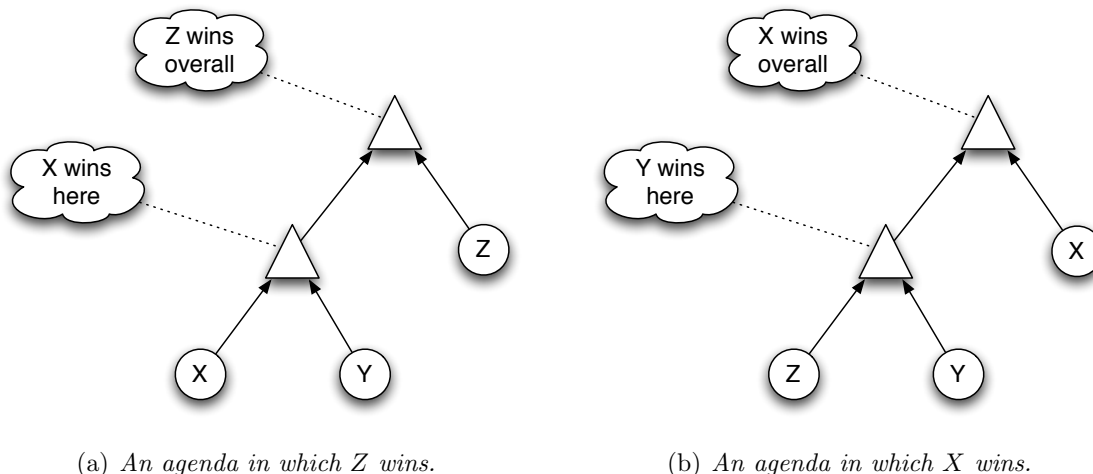 Z wins
overall
X wins
here
Z
X
Y
(a) An agenda in which Z wins.
X wins
overall
Y wins
here
X
Z
Y
(b) An agenda in which X wins.